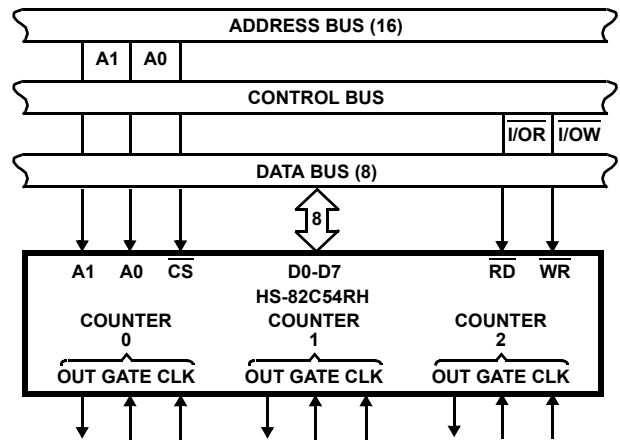 ADDRESS BUS (16)
A1 A0
CONTROL BUS
I/OR I/OW
DATA BUS (8)
8
A1 A0 CS D0-D7 RD WR
HS-82C54RH
COUNTER COUNTER COUNTER
0 1 2
OUT GATE CLK OUT GATE CLK OUT GATE CLK